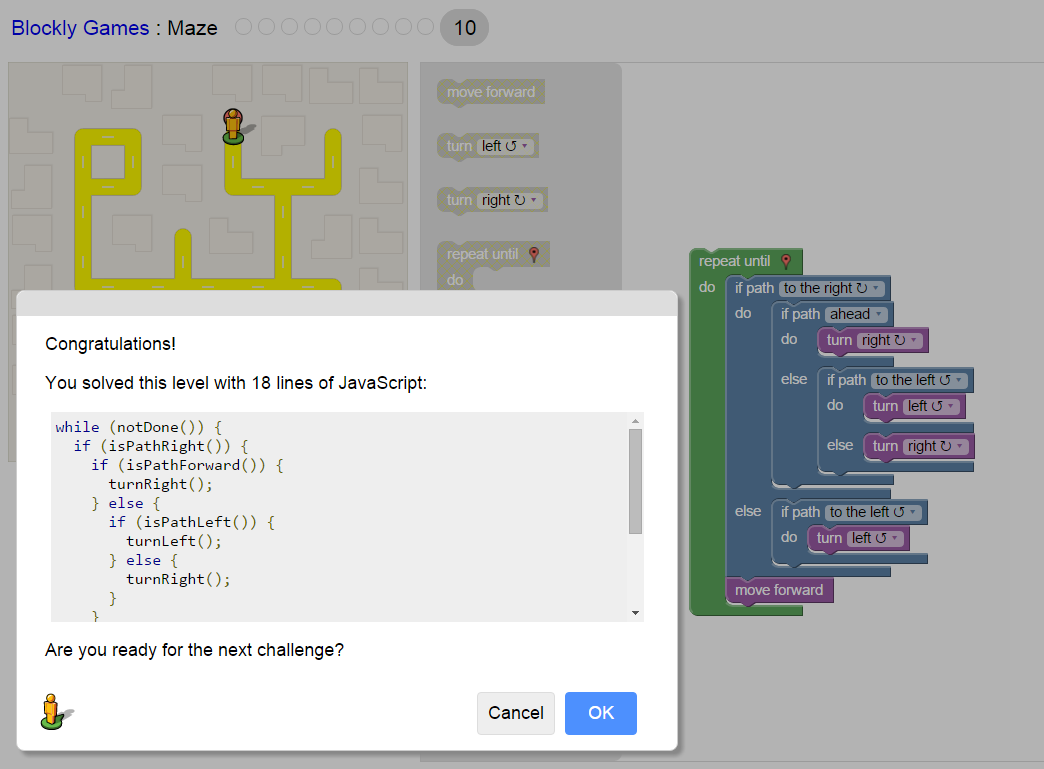 Blockly Games : Maze 10
move forward
turn left ↺ ▾
turn right ↻ ▾
repeat until
do
repeat until
do if path to the right ↻ ▾
do if path ahead ▾
do turn right ↻ ▾
else if path to the left ↺ ▾
do turn left ↺ ▾
else turn right ↻ ▾
else if path to the left ↺ ▾
do turn left ↺ ▾
move forward
Congratulations!
You solved this level with 18 lines of JavaScript:
while (notDone()) {
  if (isPathRight()) {
    if (isPathForward()) {
      turnRight();
    } else {
      if (isPathLeft()) {
        turnLeft();
      } else {
        turnRight();
      }
    }
Are you ready for the next challenge?
Cancel OK